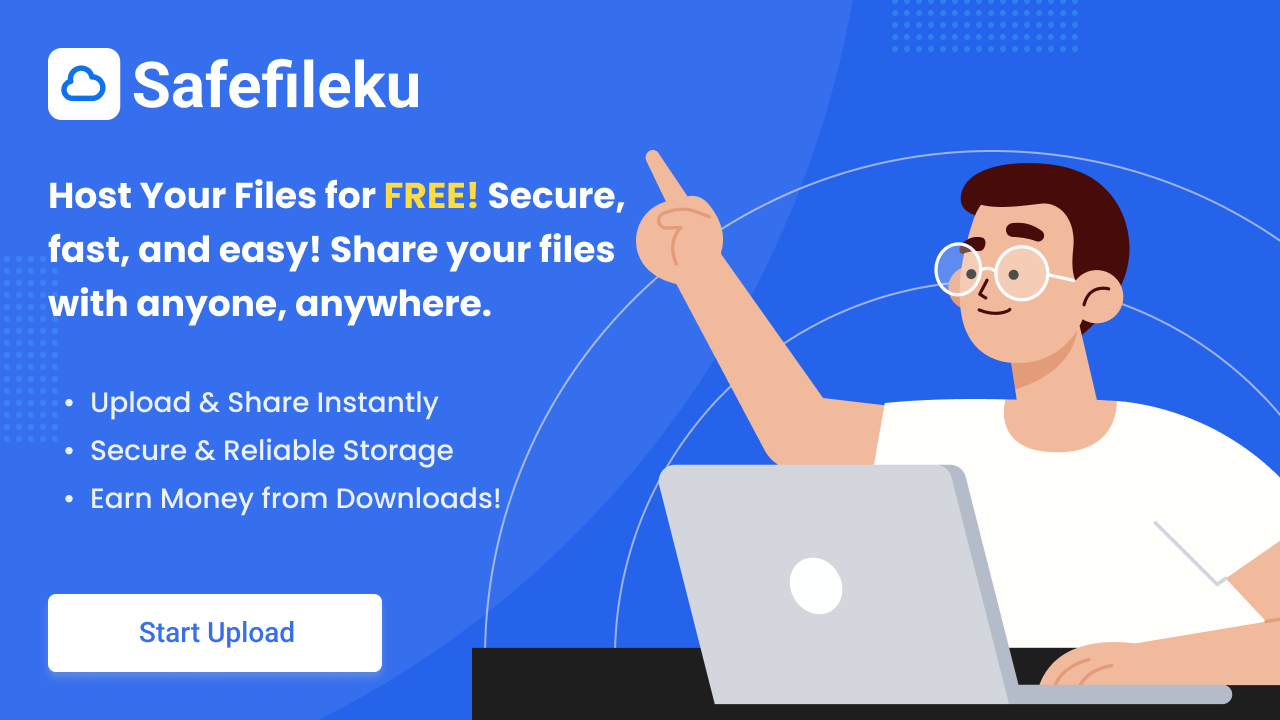 Safefileku
Host Your Files for FREE! Secure,
fast, and easy! Share your files
with anyone, anywhere.
• Upload & Share Instantly
• Secure & Reliable Storage
• Earn Money from Downloads!
Start Upload